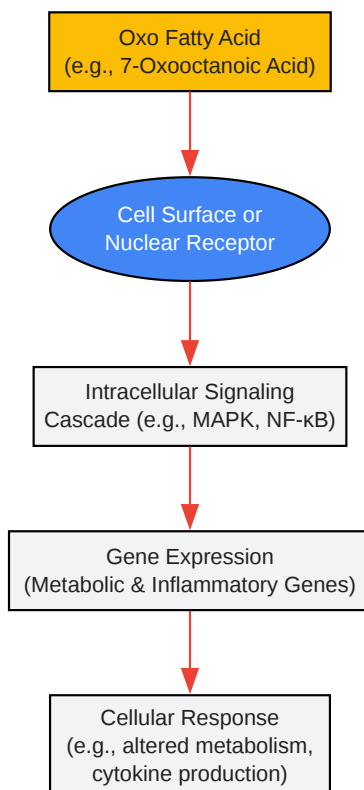 Oxo Fatty Acid
(e.g., 7-Oxooctanoic Acid)
Cell Surface or
Nuclear Receptor
Intracellular Signaling
Cascade (e.g., MAPK, NF-κB)
Gene Expression
(Metabolic & Inflammatory Genes)
Cellular Response
(e.g., altered metabolism,
cytokine production)